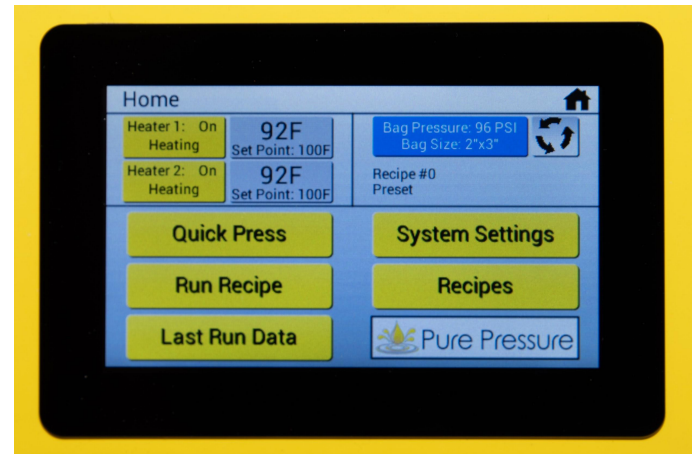 Home
Heater 1: On
Heating
92F
Set Point: 100F
Bag Pressure: 96 PSI
Bag Size: 2"x3"
Heater 2: On
Heating
92F
Set Point: 100F
Recipe #0
Preset
Quick Press
System Settings
Run Recipe
Recipes
Last Run Data
Pure Pressure